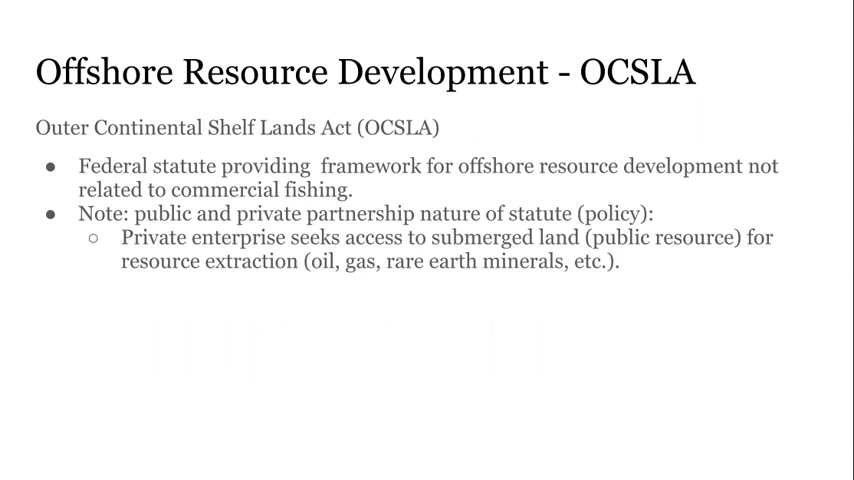 Offshore Resource Development - OCSLA
Outer Continental Shelf Lands Act (OCSLA)
● Federal statute providing  framework for offshore resource development not
related to commercial fishing.
● Note: public and private partnership nature of statute (policy):
○ Private enterprise seeks access to submerged land (public resource) for
resource extraction (oil, gas, rare earth minerals, etc.).